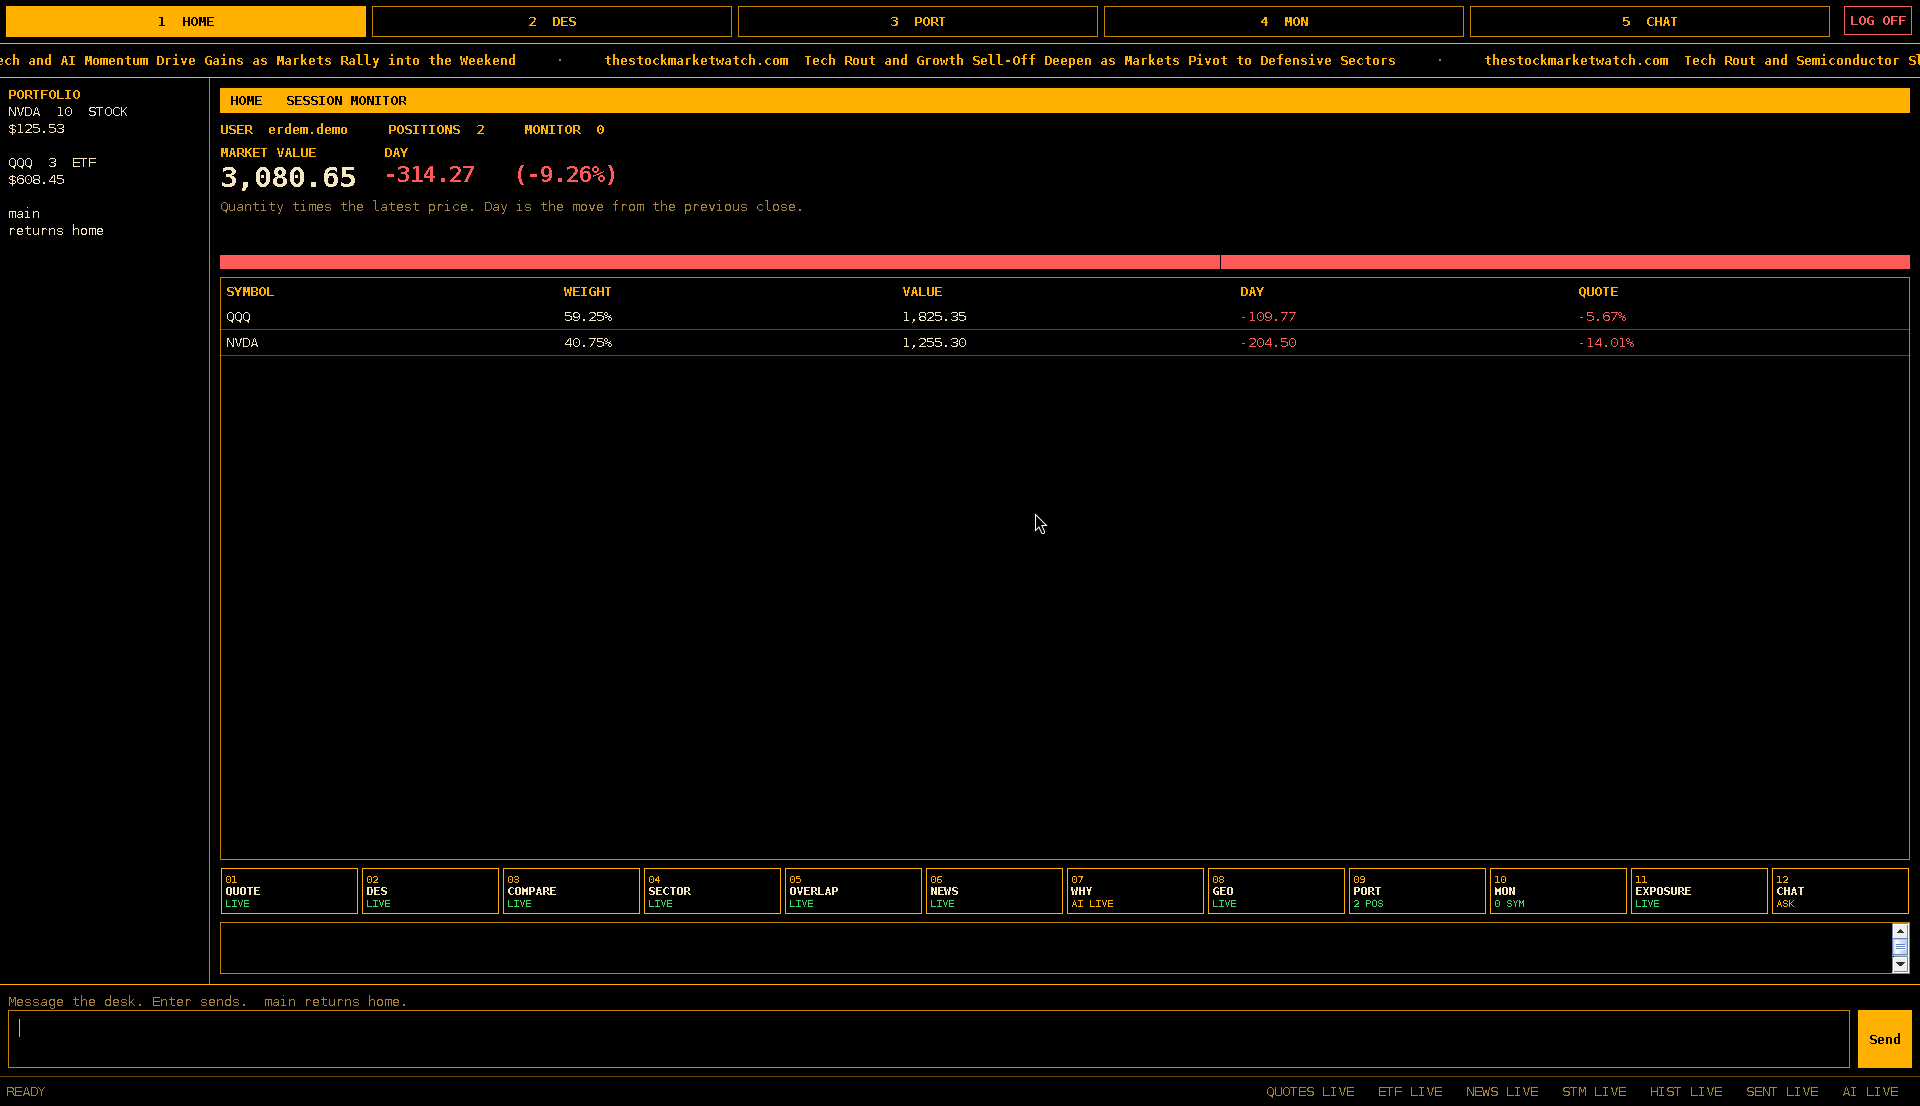 1 HOME 2 DES 3 PORT 4 MON 5 CHAT LOG OFF
ech and AI Momentum Drive Gains as Markets Rally into the Weekend · thestockmarketwatch.com Tech Rout and Growth Sell-Off Deepen as Markets Pivot to Defensive Sectors · thestockmarketwatch.com Tech Rout and Semiconductor Sl
PORTFOLIO
NVDA 10 STOCK
$125.53
QQQ 3 ETF
$608.45
main
returns home
HOME SESSION MONITOR
USER erdem.demo POSITIONS 2 MONITOR 0
MARKET VALUE DAY
3,080.65 -314.27 (-9.26%)
Quantity times the latest price. Day is the move from the previous close.
SYMBOL WEIGHT VALUE DAY QUOTE
QQQ 59.25% 1,825.35 -109.77 -5.67%
NVDA 40.75% 1,255.30 -204.50 -14.01%
01 02 03 04 05 06 07 08 09 10 11 12
QUOTE DES COMPARE SECTOR OVERLAP NEWS WHY GEO PORT MON EXPOSURE CHAT
LIVE LIVE LIVE LIVE LIVE LIVE AI LIVE LIVE 2 POS 0 SYM LIVE ASK
Message the desk. Enter sends. main returns home.
Send
READY QUOTES LIVE ETF LIVE NEWS LIVE STM LIVE HIST LIVE SENT LIVE AI LIVE